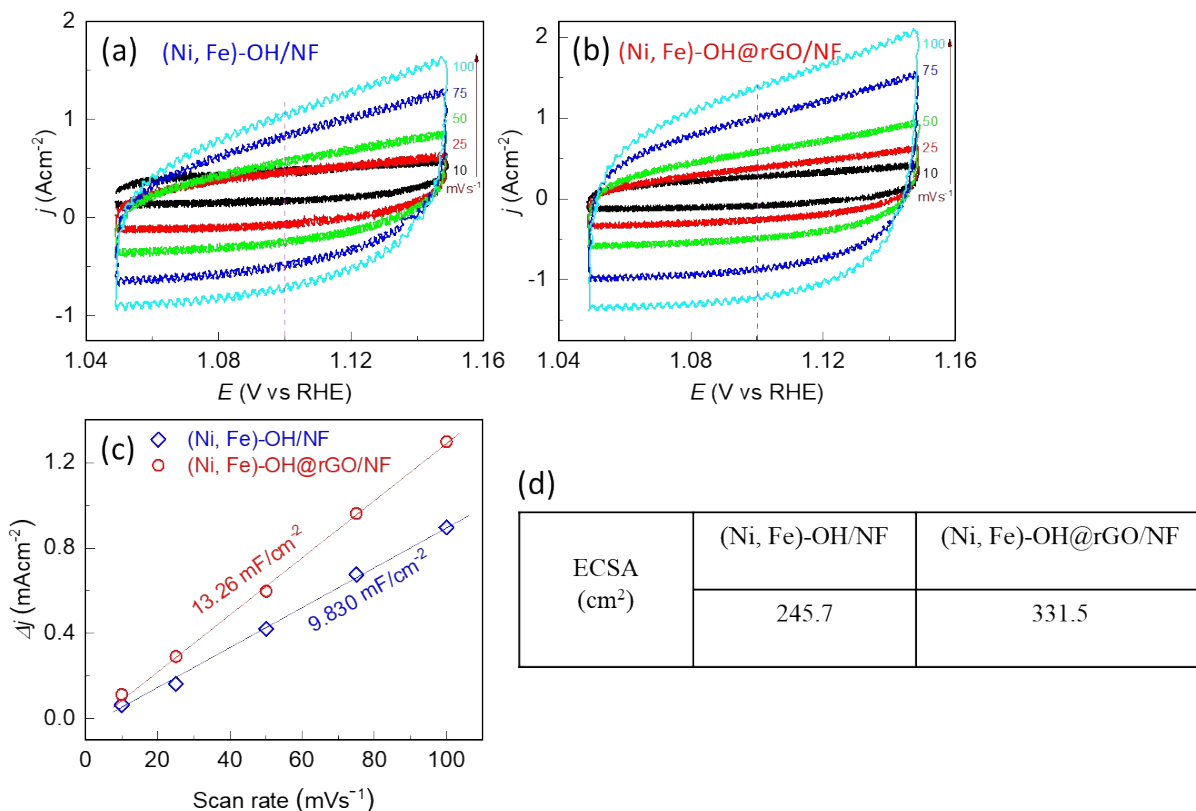 (a) (Ni, Fe)-OH/NF
2
1
0
-1
j (Acm⁻²)
100
75
50
25
10
mVs⁻¹
1.04 1.08 1.12 1.16
E (V vs RHE)
(b) (Ni, Fe)-OH@rGO/NF
2
1
0
-1
j (Acm⁻²)
100
75
50
25
10
mVs⁻¹
1.04 1.08 1.12 1.16
E (V vs RHE)
(c)
(Ni, Fe)-OH/NF
(Ni, Fe)-OH@rGO/NF
1.2
0.8
0.4
0.0
Δj (mAcm⁻²)
13.26 mF/cm⁻²
9.830 mF/cm⁻²
0 20 40 60 80 100
Scan rate (mVs⁻¹)
(d)
ECSA
(cm²)
(Ni, Fe)-OH/NF (Ni, Fe)-OH@rGO/NF
245.7 331.5